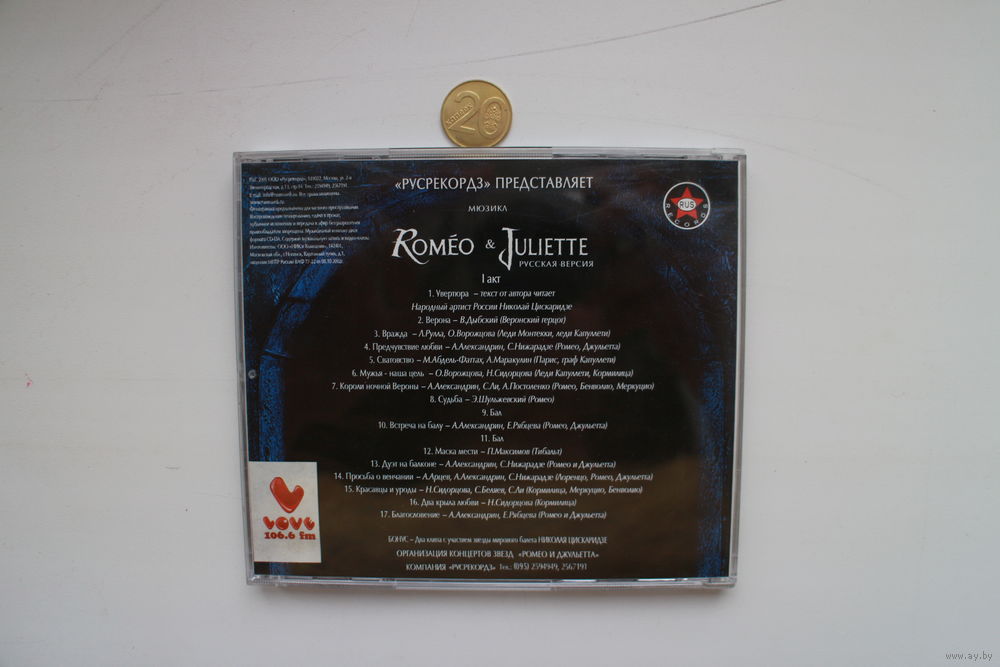 КОПЕЕК 20
«РУСРЕКОРДЗ» ПРЕДСТАВЛЯЕТ
МЮЗИКЛ
ROMÉO & JULIETTE
РУССКАЯ ВЕРСИЯ
RUS
RECORDS
I акт
1. Увертюра – текст от автора читает
Народный артист России Николай Цискаридзе
2. Верона – В.Дыбский (Веронский герцог)
3. Вражда – Л.Рулла, О.Ворожцова (Леди Монтекки, леди Капулетти)
4. Предчувствие любви – А.Александрин, С.Нижарадзе (Ромео, Джульетта)
5. Сватовство – М.Абдель-Фаттах, А.Маракулин (Парис, граф Капулетти)
6. Мужья - наша цель – О.Ворожцова, Н.Сидорцова (Леди Капулетти, Кормилица)
7. Короли ночной Вероны – А.Александрин, С.Ли, А.Постоленко (Ромео, Бенволио, Меркуцио)
8. Судьба – Э.Шульжевский (Ромео)
9. Бал
10. Встреча на балу – А.Александрин, Е.Рябцева (Ромео, Джульетта)
11. Бал
12. Маска мести – П.Максимов (Тибальт)
13. Дуэт на балконе – А.Александрин, С.Нижарадзе (Ромео и Джульетта)
14. Просьба о венчании – А.Арцев, А.Александрин, С.Нижарадзе (Лоренцо, Ромео, Джульетта)
15. Красавцы и уроды – Н.Сидорцова, С.Беляев, С.Ли (Кормилица, Меркуцио, Бенволио)
16. Два крыла любви – Н.Сидорцова (Кормилица)
17. Благословение – А.Александрин, Е.Рябцева (Ромео и Джульетта)
LOVE
106.6 fm
БОНУС – Два клипа с участием звезды мирового балета НИКОЛАЯ ЦИСКАРИДЗЕ
ОРГАНИЗАЦИЯ КОНЦЕРТОВ ЗВЕЗД «РОМЕО И ДЖУЛЬЕТТА»
КОМПАНИЯ «РУСРЕКОРДЗ» Тел.: (095) 2594949, 2567191
www.ay.by